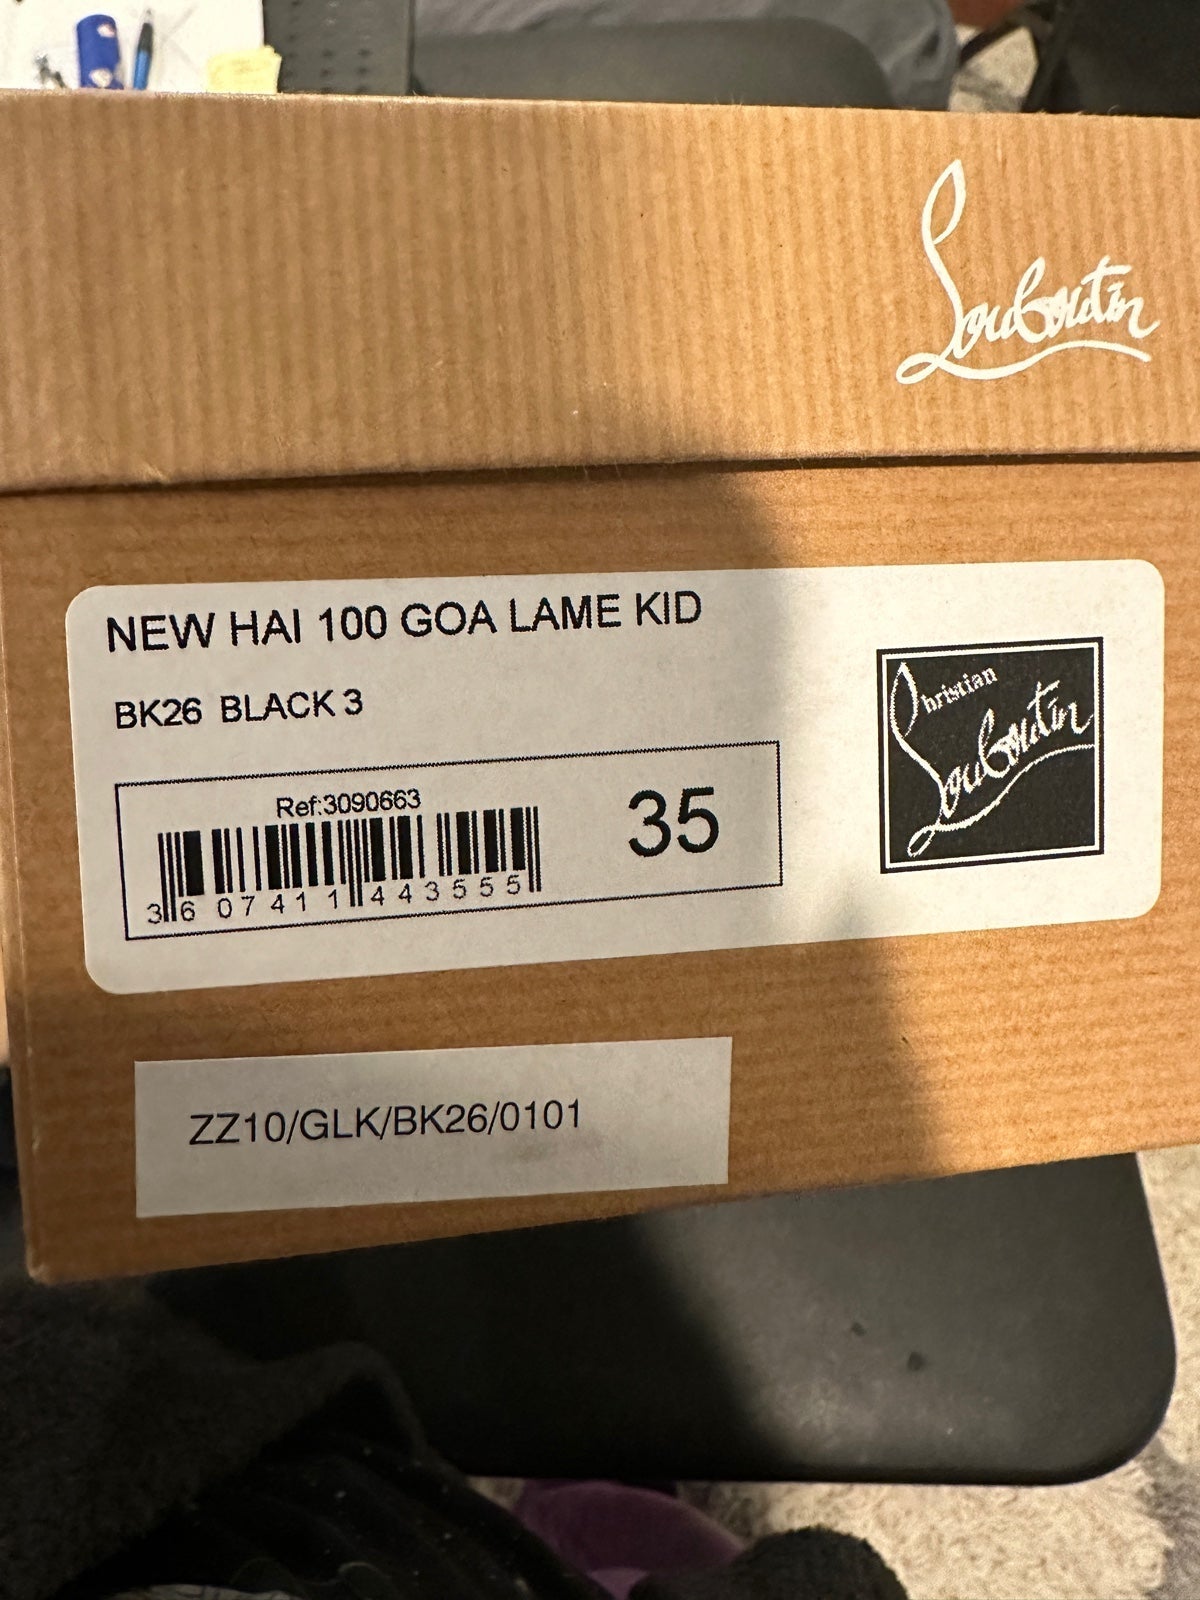 Louboutin
NEW HAI 100 GOA LAME KID
BK26 BLACK 3
Ref:3090663
35
3 607411 443555
Christian
Louboutin
ZZ10/GLK/BK26/0101